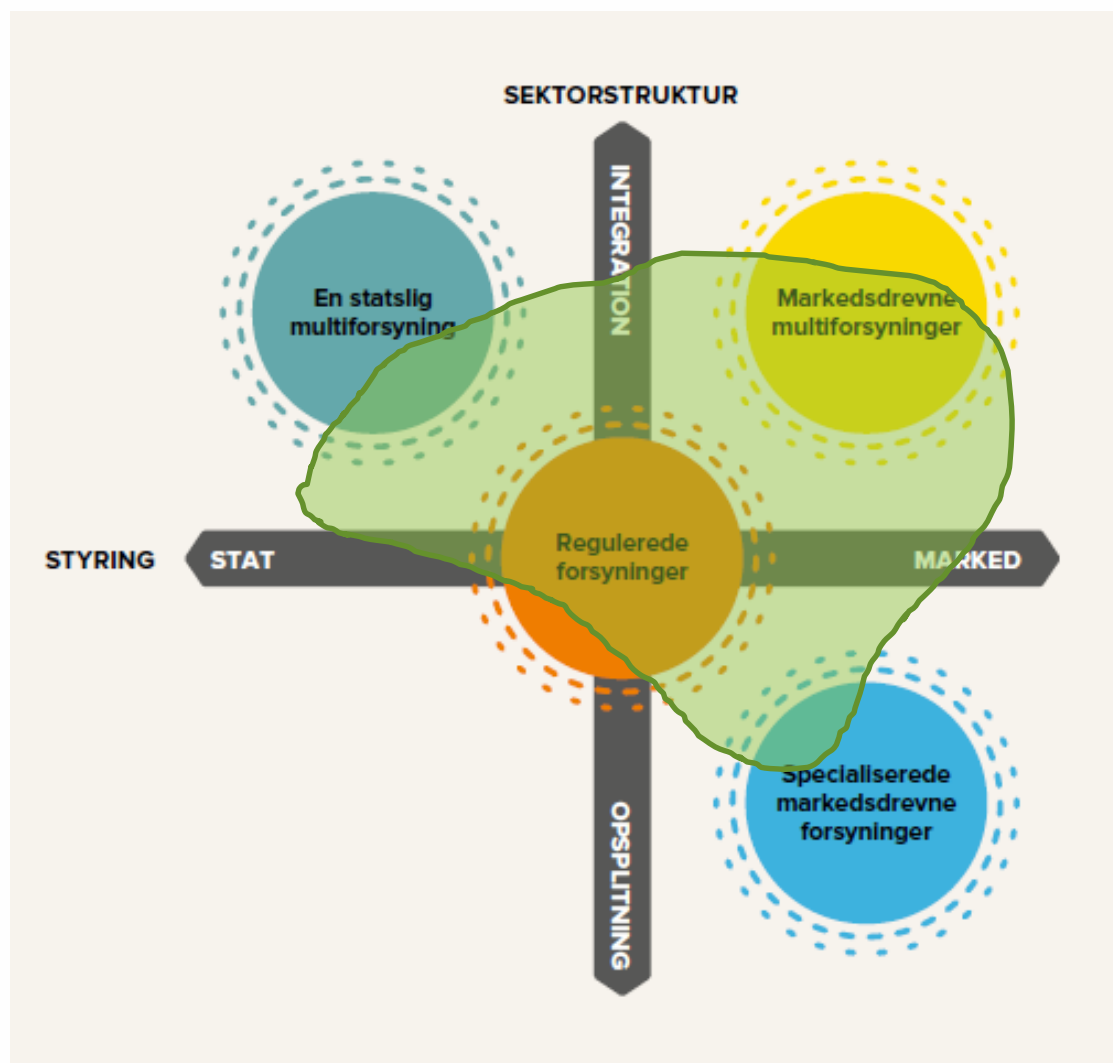 SEKTORSTRUKTUR
INTEGRATION
En statslig
multiforsyning
Markedsdrevne
multiforsyninger
STYRING
STAT
Regulerede
forsyninger
MARKED
Specialiserede
markedsdrevne
forsyninger
OPSPLITNING